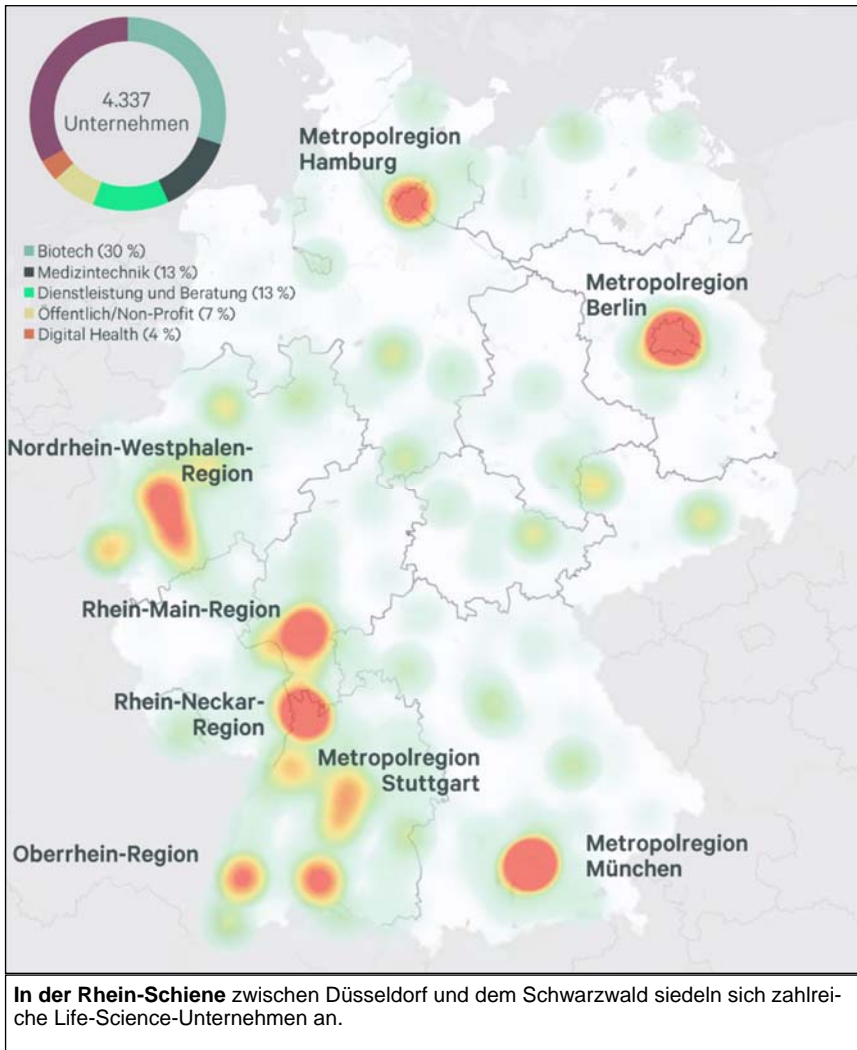 4.337
Unternehmen
Biotech (30 %)
Medizintechnik (13 %)
Dienstleistung und Beratung (13 %)
Öffentlich/Non-Profit (7 %)
Digital Health (4 %)
Metropolregion
Hamburg
Metropolregion
Berlin
Nordrhein-Westphalen-
Region
Rhein-Main-Region
Rhein-Neckar-
Region
Metropolregion
Stuttgart
Oberrhein-Region
Metropolregion
München
In der Rhein-Schiene zwischen Düsseldorf und dem Schwarzwald siedeln sich zahlrei-
che Life-Science-Unternehmen an.